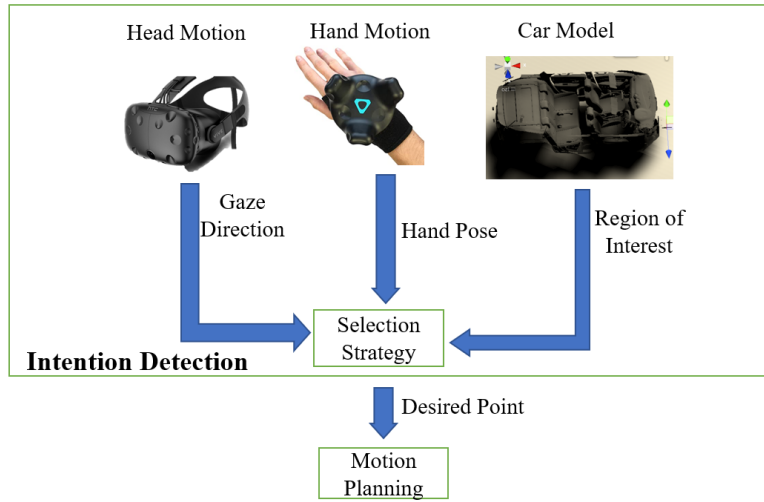 Head Motion
Hand Motion
Car Model
Gaze
Direction
Hand Pose
Region of
Interest
Selection
Strategy
Intention Detection
Desired Point
Motion
Planning